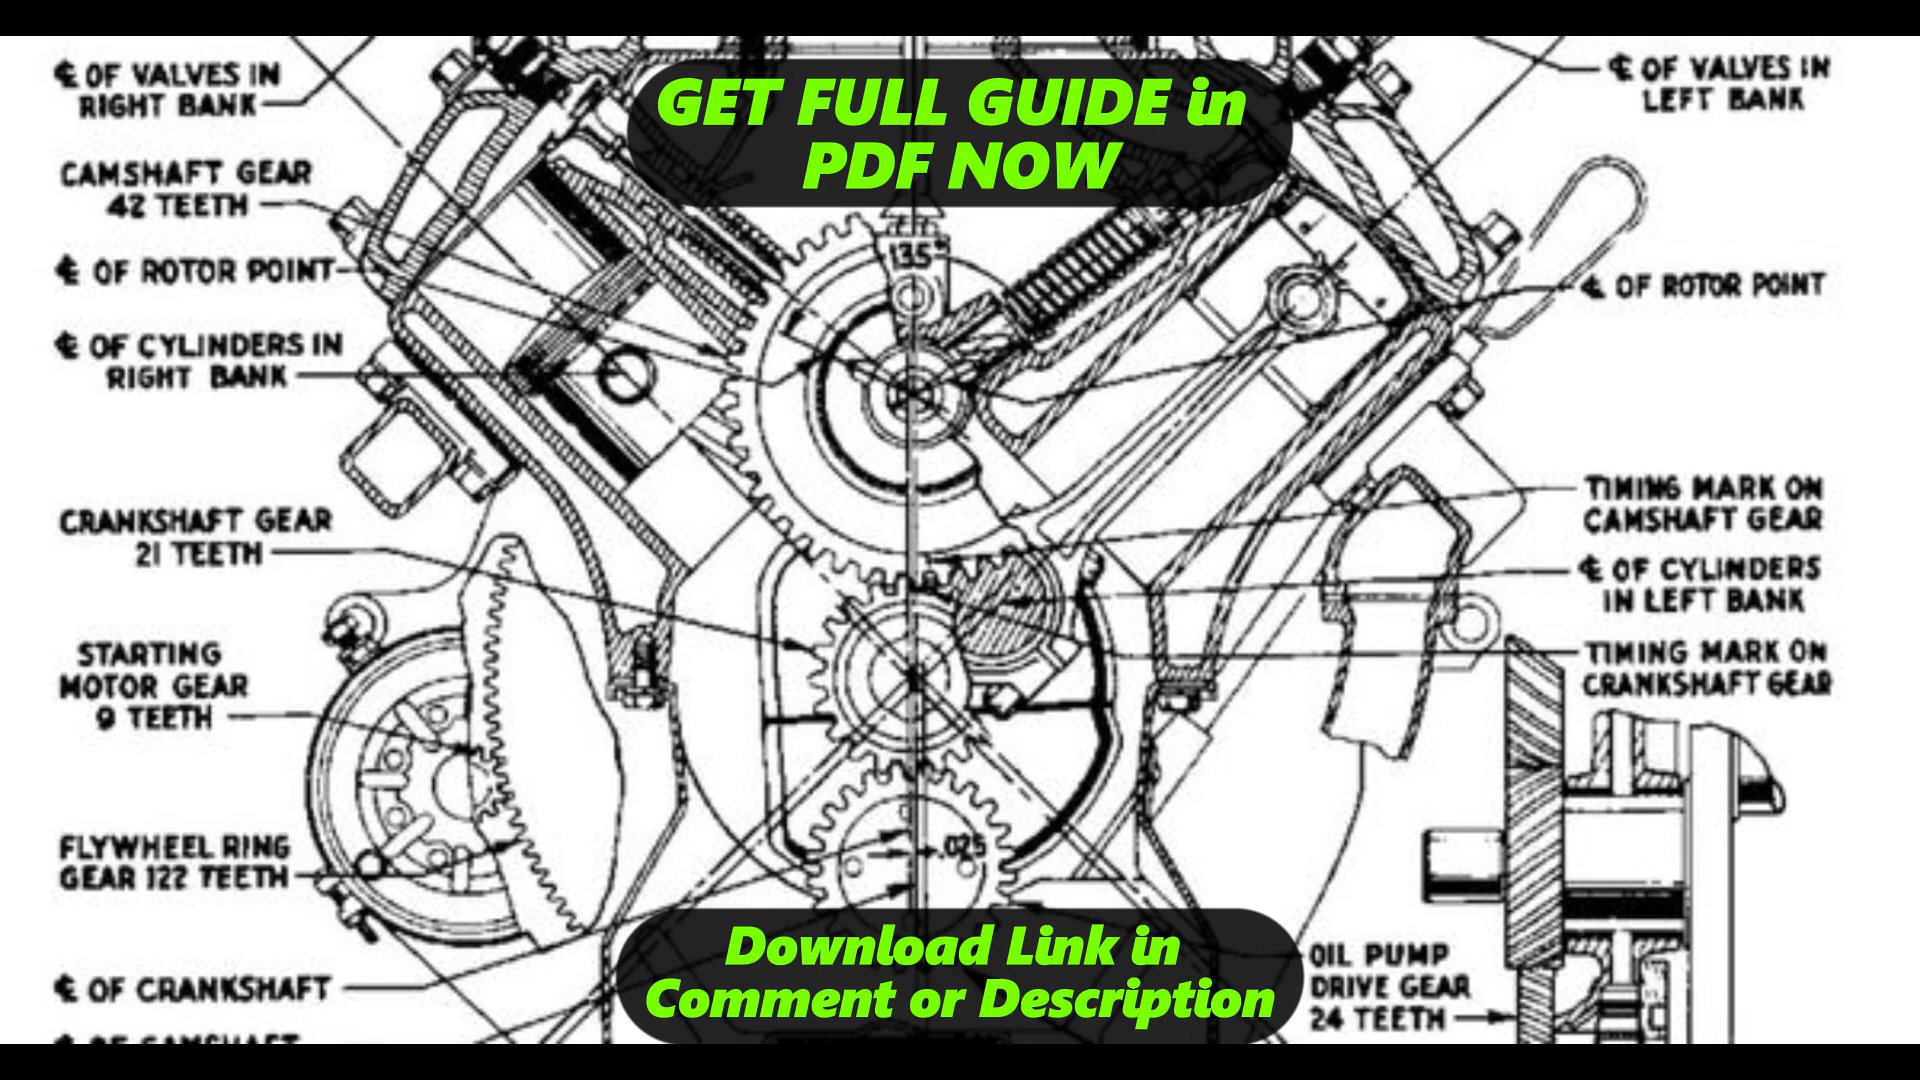 GET FULL GUIDE in
PDF NOW
℄ OF VALVES IN
RIGHT BANK
CAMSHAFT GEAR
42 TEETH
℄ OF ROTOR POINT
℄ OF CYLINDERS IN
RIGHT BANK
CRANKSHAFT GEAR
21 TEETH
STARTING
MOTOR GEAR
9 TEETH
FLYWHEEL RING
GEAR 122 TEETH
℄ OF CRANKSHAFT
℄ OF CAMSHAFT
135°
.025
℄ OF VALVES IN
LEFT BANK
℄ OF ROTOR POINT
TIMING MARK ON
CAMSHAFT GEAR
℄ OF CYLINDERS
IN LEFT BANK
TIMING MARK ON
CRANKSHAFT GEAR
OIL PUMP
DRIVE GEAR
24 TEETH
Download Link in
Comment or Description